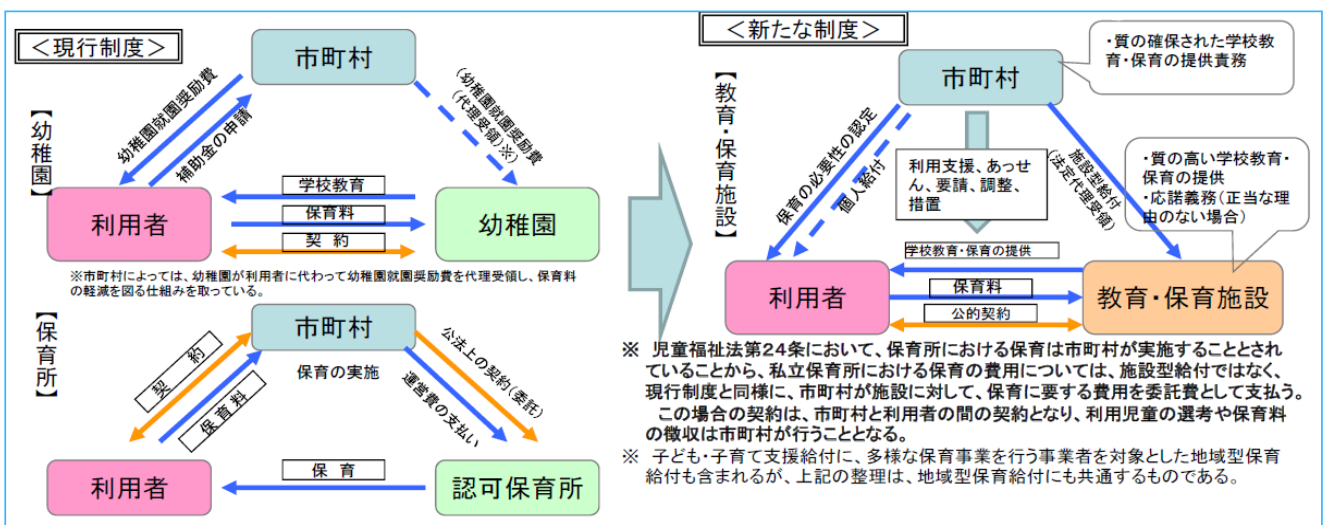 ＜現行制度＞
【幼稚園】
市町村
幼稚園就園奨励費
補助金の申請
(幼稚園就園奨励費
(代理受領)※)
学校教育
保育料
契 約
利用者
幼稚園
※市町村によっては、幼稚園が利用者に代わって幼稚園就園奨励費を代理受領し、保育料
の軽減を図る仕組みを取っている。
【保育所】
市町村
保育の実施
契 約
保育料
公法上の契約(委託)
運営費の支払い
保 育
利用者
認可保育所
＜新たな制度＞
【教育・保育施設】
市町村
・質の確保された学校教
育・保育の提供責務
保育の必要性の認定
個人給付
利用支援、あっ
せん、要請、調整、
措置
施設型給付
(法定代理受領)
・質の高い学校教育・
保育の提供
・応諾義務(正当な理
由のない場合)
学校教育・保育の提供
保育料
公的契約
利用者
教育・保育施設
※ 児童福祉法第２４条において、保育所における保育は市町村が実施することとされ
ていることから、私立保育所における保育の費用については、施設型給付ではなく、
現行制度と同様に、市町村が施設に対して、保育に要する費用を委託費として支払う。
この場合の契約は、市町村と利用者の間の契約となり、利用児童の選考や保育料
の徴収は市町村が行うこととなる。
※ 子ども・子育て支援給付に、多様な保育事業を行う事業者を対象とした地域型保育
給付も含まれるが、上記の整理は、地域型保育給付にも共通するものである。